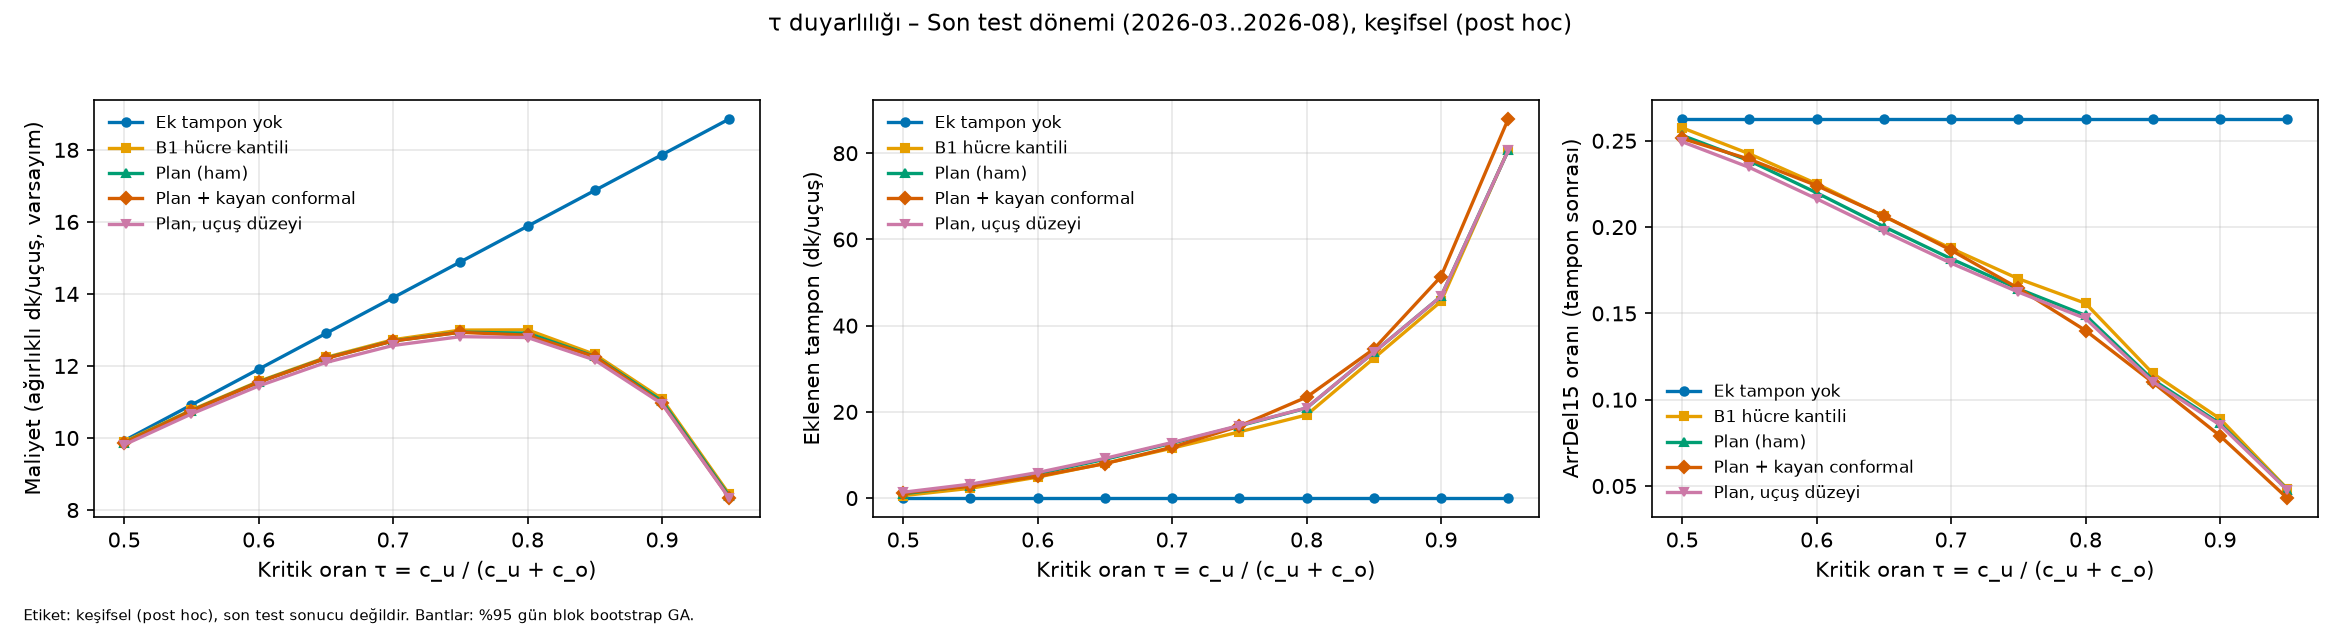 τ duyarlılığı – Son test dönemi (2026-03..2026-08), keşifsel (post hoc)
Maliyet (ağırlıklı dk/uçuş, varsayım)
18
16
14
12
10
8
Ek tampon yok
B1 hücre kantili
Plan (ham)
Plan + kayan conformal
Plan, uçuş düzeyi
0.5
0.6
0.7
0.8
0.9
Kritik oran τ = c_u / (c_u + c_o)
Eklenen tampon (dk/uçuş)
80
60
40
20
0
Ek tampon yok
B1 hücre kantili
Plan (ham)
Plan + kayan conformal
Plan, uçuş düzeyi
0.5
0.6
0.7
0.8
0.9
Kritik oran τ = c_u / (c_u + c_o)
ArrDel15 oranı (tampon sonrası)
0.25
0.20
0.15
0.10
0.05
Ek tampon yok
B1 hücre kantili
Plan (ham)
Plan + kayan conformal
Plan, uçuş düzeyi
0.5
0.6
0.7
0.8
0.9
Kritik oran τ = c_u / (c_u + c_o)
Etiket: keşifsel (post hoc), son test sonucu değildir. Bantlar: %95 gün blok bootstrap GA.